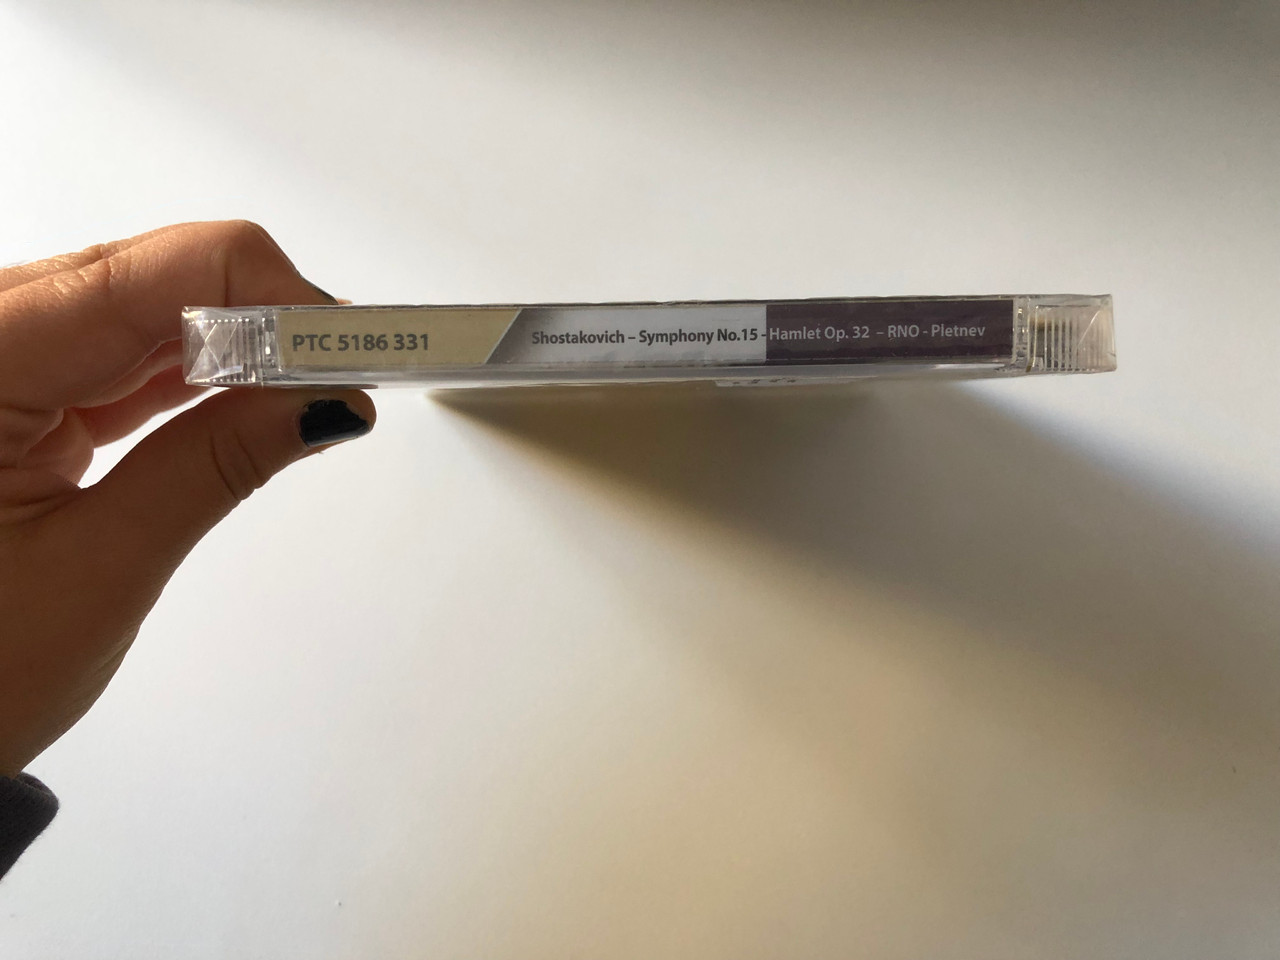 PTC 5186 331
Shostakovich – Symphony No.15 - Hamlet Op. 32 – RNO - Pletnev